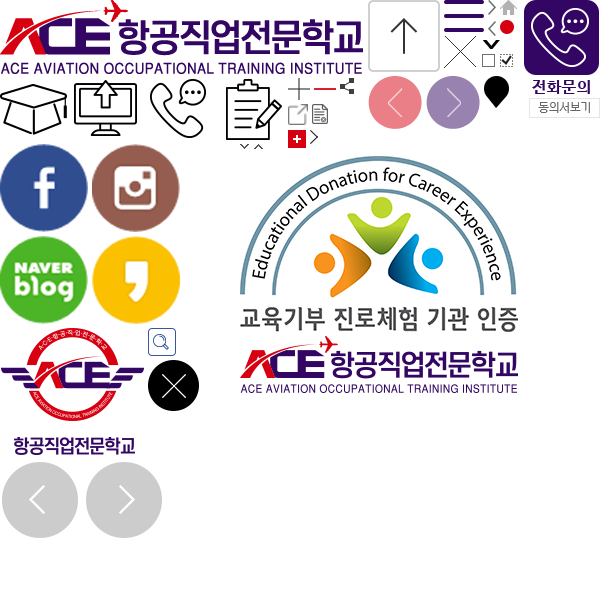 ACE 항공직업전문학교
ACE AVIATION OCCUPATIONAL TRAINING INSTITUTE
전화문의
동의서보기
f
NAVER
blog
Educational Donation for Career Experience
교육기부 진로체험 기관 인증
ACE 항공직업전문학교
ACE AVIATION OCCUPATIONAL TRAINING INSTITUTE
A·C·E·항·공·직·업·전·문·학·교
ACE
ACE AVIATION OCCUPATIONAL TRAINING INSTITUTE
항공직업전문학교